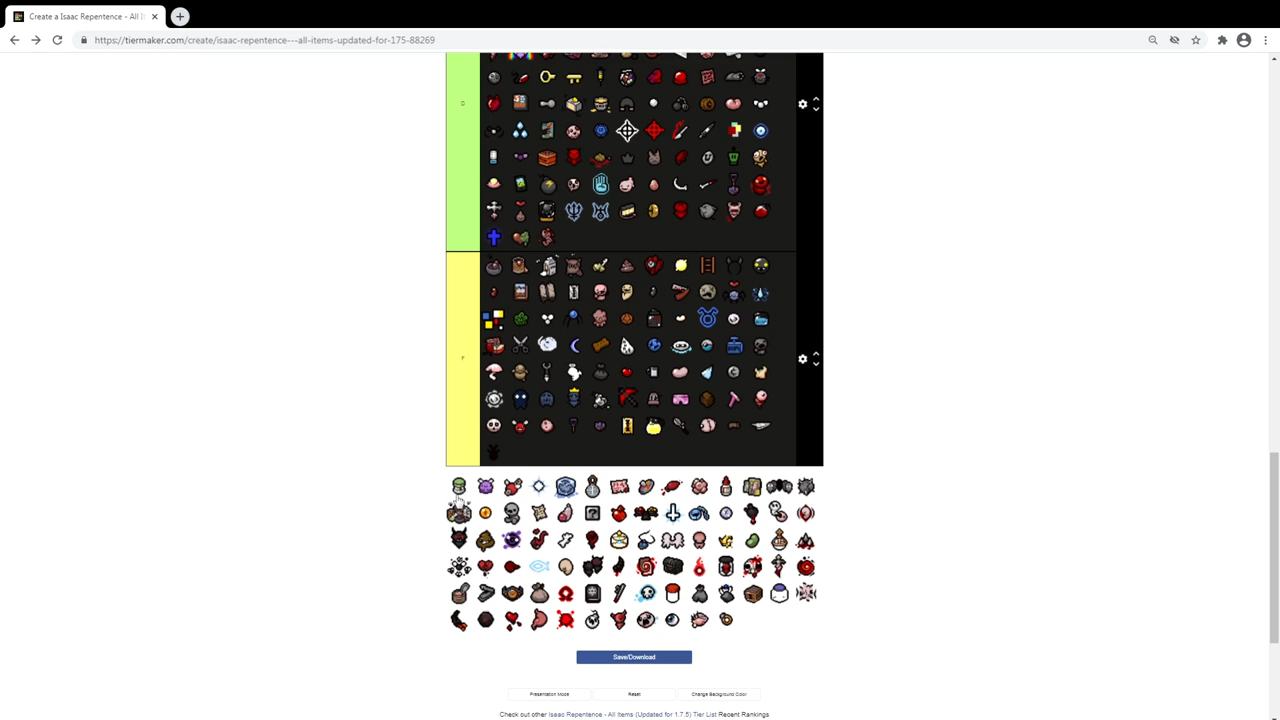 Create a Isaac Repentence - All I
https://tiermaker.com/create/isaac-repentence---all-items-updated-for-175-88269
D
F
Save/Download
Presentation Mode
Reset
Change Background Color
Check out other Isaac Repentence - All Items (Updated for 1.7.5) Tier List Recent Rankings